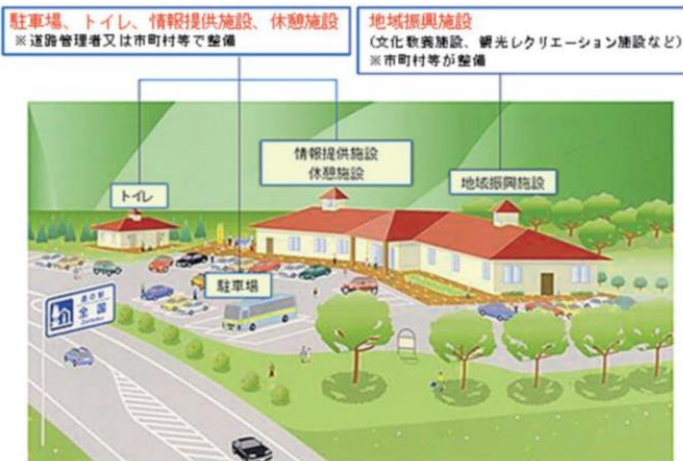 駐車場、トイレ、情報提供施設、休憩施設
※道路管理者又は市町村等で整備
地域振興施設
(文化教養施設、観光レクリエーション施設など)
※市町村等が整備
情報提供施設
休憩施設
トイレ
地域振興施設
駐車場
道の駅
全国